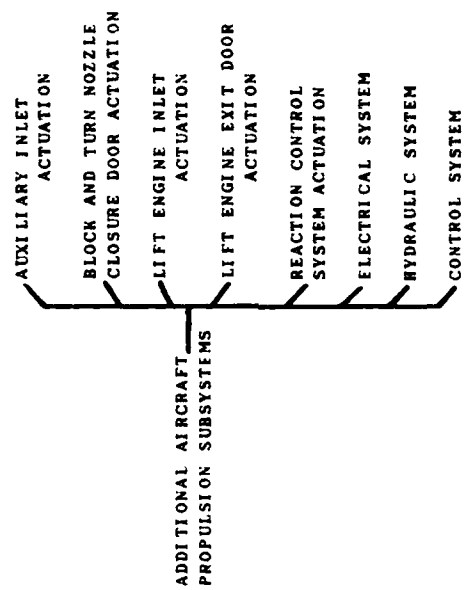 ADDITIONAL AIRCRAFT
PROPULSION SUBSYSTEMS
AUXILIARY INLET
ACTUATION
BLOCK AND TURN NOZZLE
CLOSURE DOOR ACTUATION
LIFT ENGINE INLET
ACTUATION
LIFT ENGINE EXIT DOOR
ACTUATION
REACTION CONTROL
SYSTEM ACTUATION
ELECTRICAL SYSTEM
HYDRAULIC SYSTEM
CONTROL SYSTEM